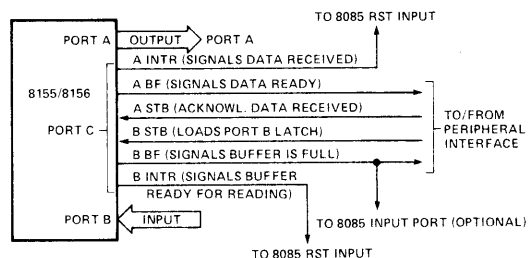 TO 8085 RST INPUT
PORT A
OUTPUT
PORT A
A INTR (SIGNALS DATA RECEIVED)
A BF (SIGNALS DATA READY)
8155/8156
A STB (ACKNOWL. DATA RECEIVED)
TO/FROM
PERIPHERAL
INTERFACE
PORT C
B STB (LOADS PORT B LATCH)
B BF (SIGNALS BUFFER IS FULL)
B INTR (SIGNALS BUFFER
READY FOR READING)
PORT B
INPUT
TO 8085 INPUT PORT (OPTIONAL)
TO 8085 RST INPUT